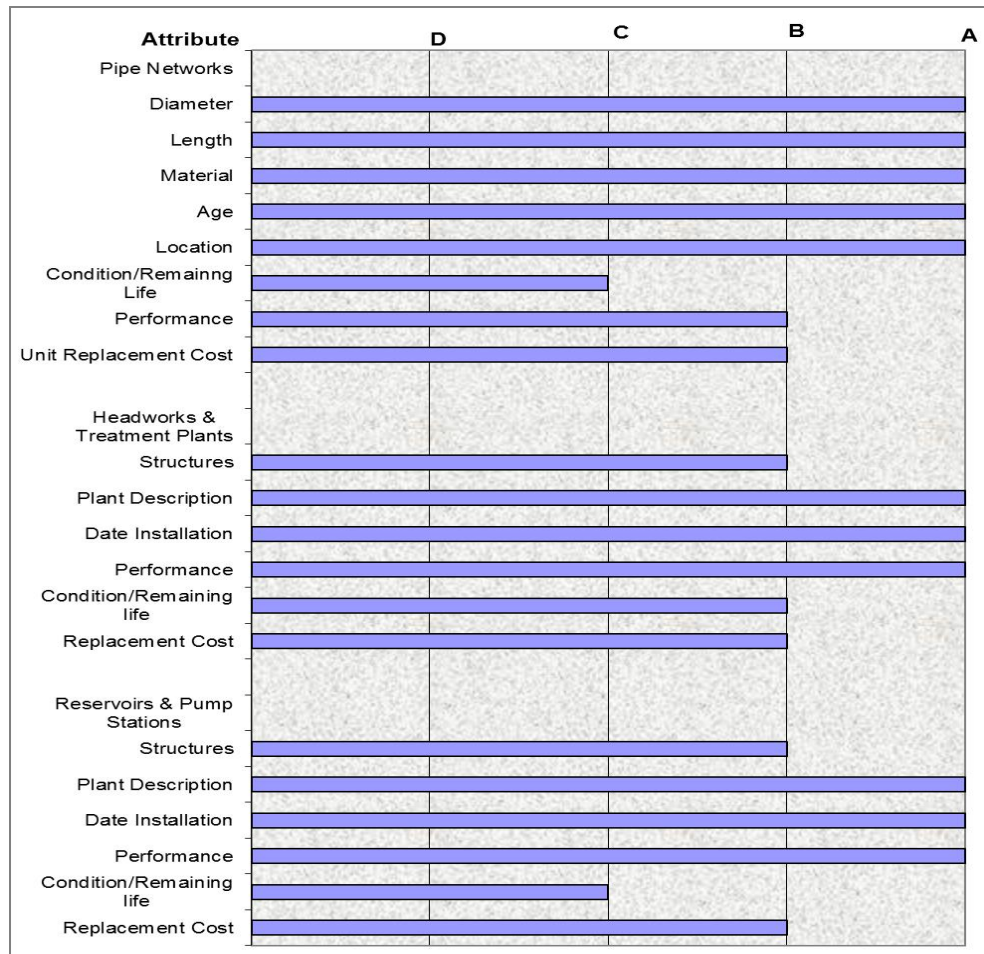 Attribute D C B A
Pipe Networks
Diameter
Length
Material
Age
Location
Condition/Remainng
Life
Performance
Unit Replacement Cost
Headworks &
Treatment Plants
Structures
Plant Description
Date Installation
Performance
Condition/Remaining
life
Replacement Cost
Reservoirs & Pump
Stations
Structures
Plant Description
Date Installation
Performance
Condition/Remaining
life
Replacement Cost